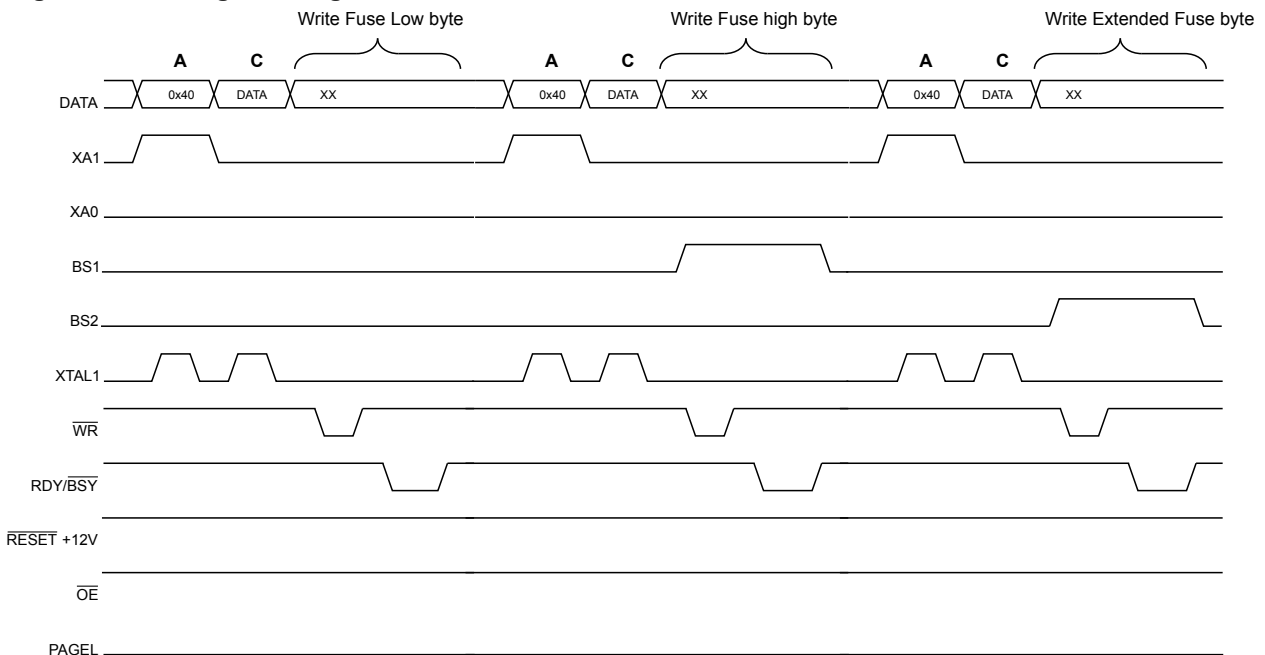 Write Fuse Low byte Write Fuse high byte Write Extended Fuse byte
A C A C A C
DATA 0x40 DATA XX 0x40 DATA XX 0x40 DATA XX
XA1
XA0
BS1
BS2
XTAL1
WR
RDY/BSY
RESET +12V
OE
PAGEL